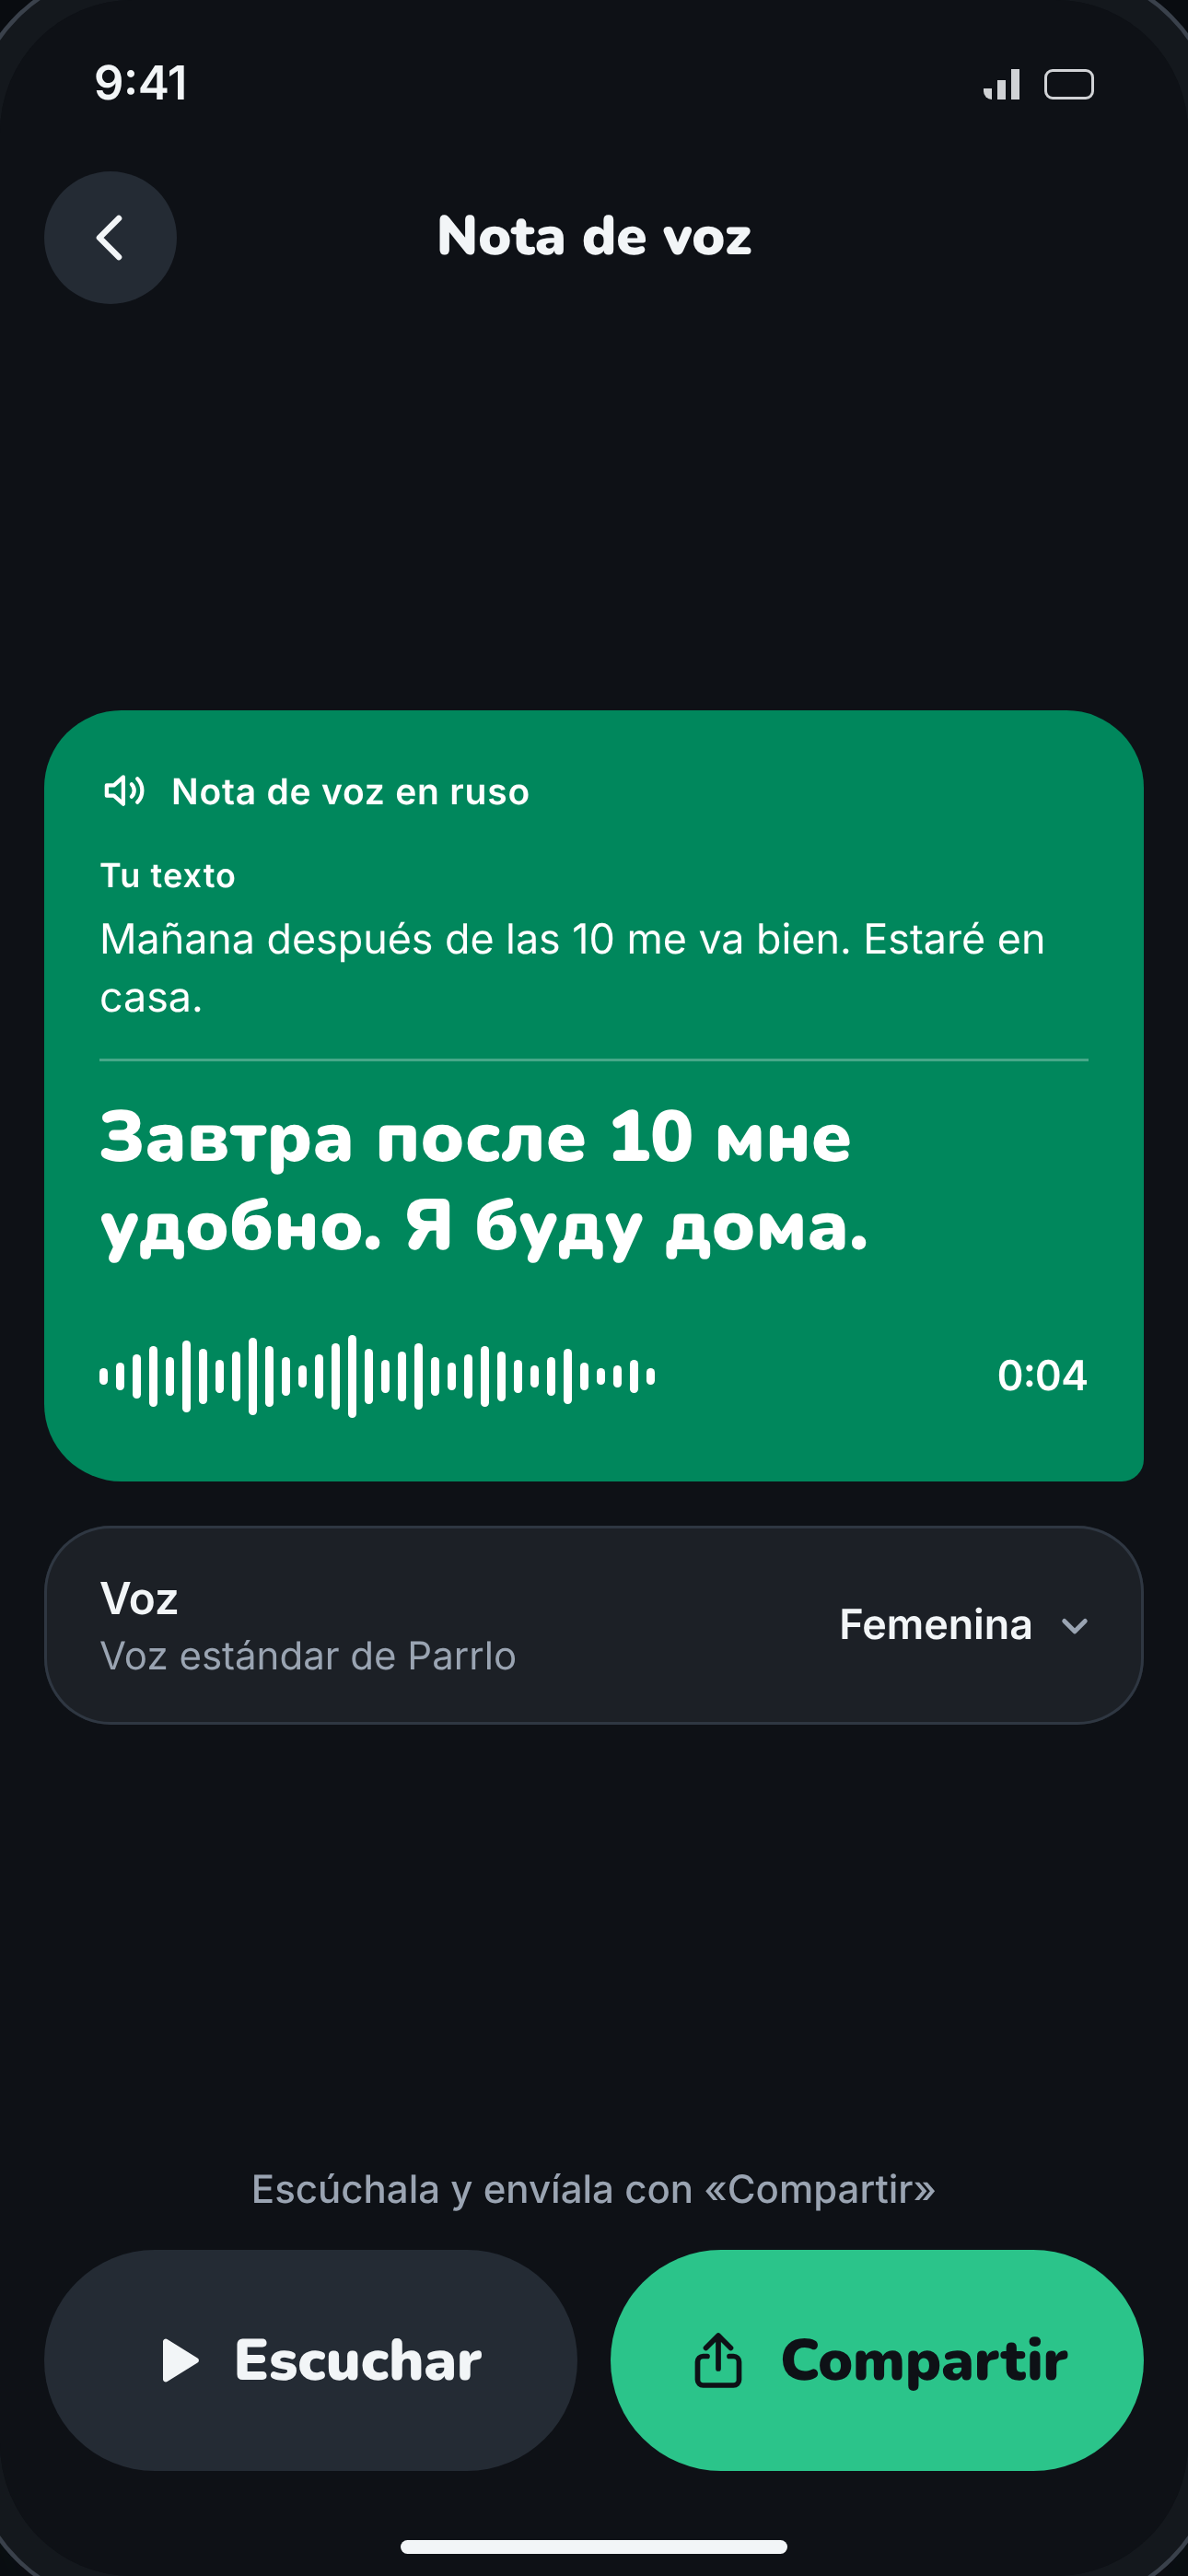 9:41
Nota de voz
Nota de voz en ruso
Tu texto
Mañana después de las 10 me va bien. Estaré en
casa.
Завтра после 10 мне
удобно. Я буду дома.
0:04
Voz
Voz estándar de Parrlo
Femenina
Escúchala y envíala con «Compartir»
Escuchar
Compartir